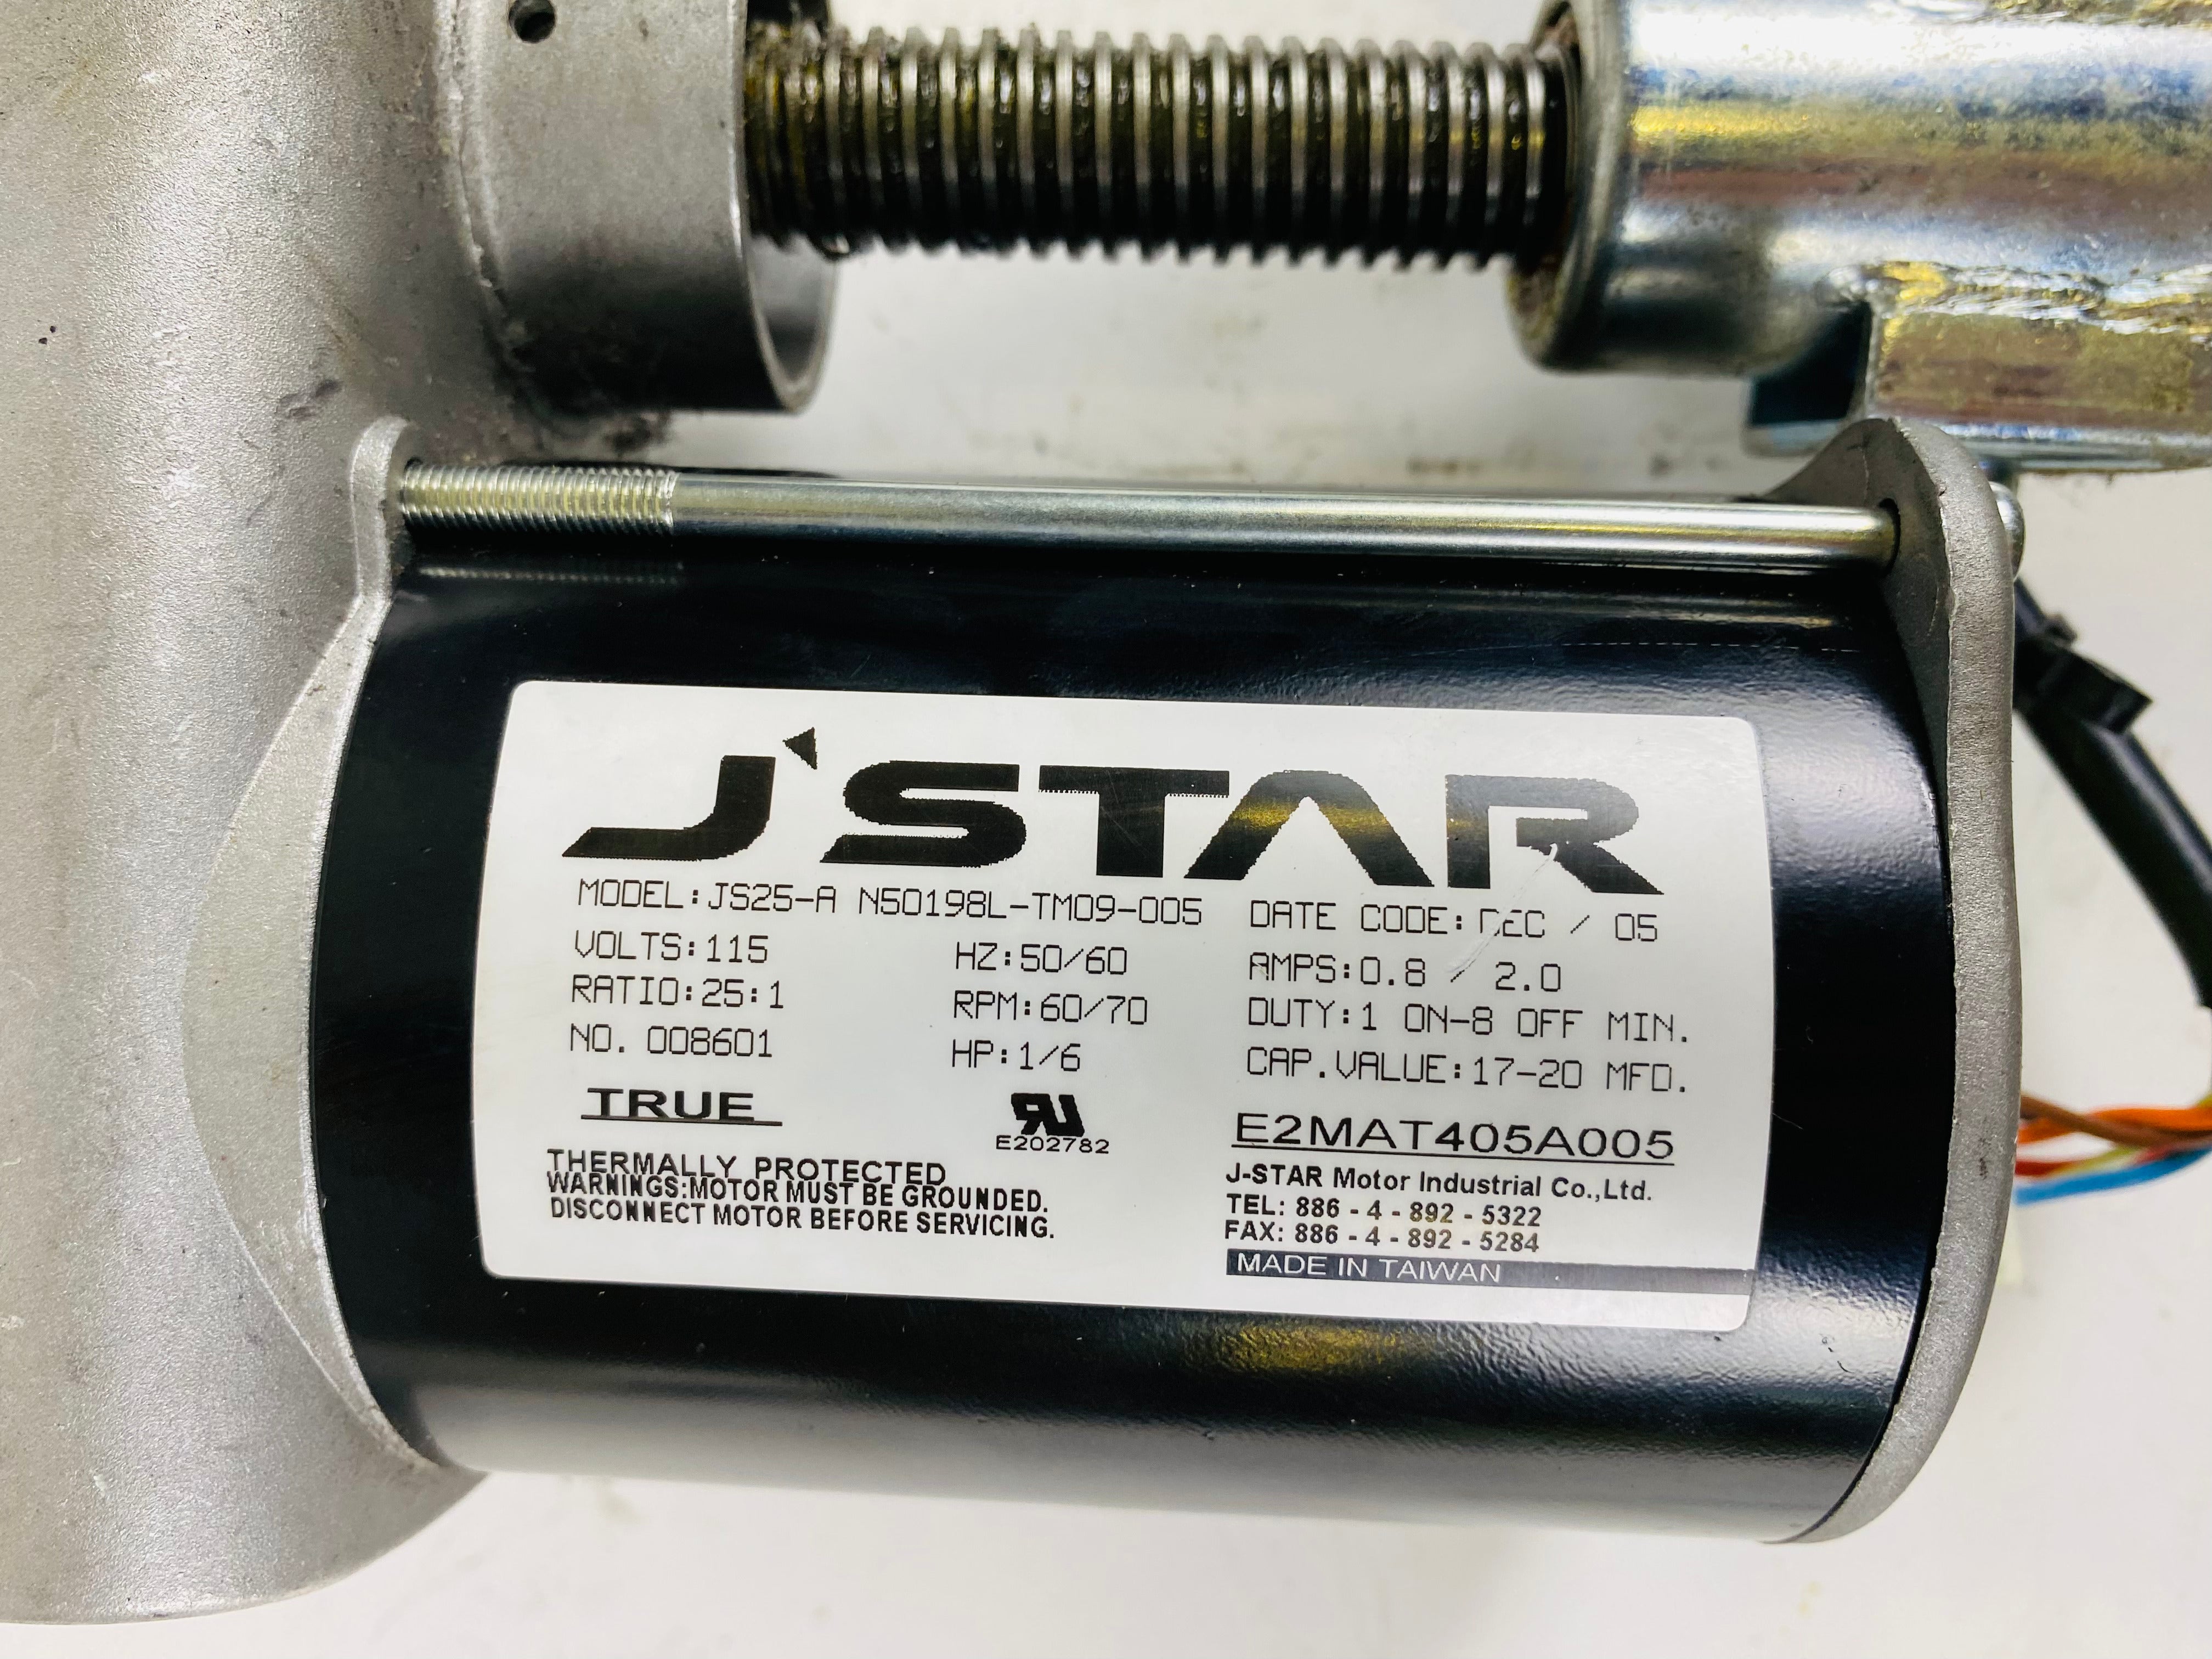 J'STAR
MODEL:JS25-A N50198L-TM09-005 DATE CODE: DEC / 05
VOLTS:115 HZ:50/60 AMPS:0.8 / 2.0
RATIO:25:1 RPM:60/70 DUTY:1 ON-8 OFF MIN.
NO. 008601 HP:1/6 CAP.VALUE:17-20 MFD.
TRUE
RU
E202782
E2MAT405A005
THERMALLY PROTECTED
WARNINGS:MOTOR MUST BE GROUNDED.
DISCONNECT MOTOR BEFORE SERVICING.
J-STAR Motor Industrial Co.,Ltd.
TEL: 886 - 4 - 892 - 5322
FAX: 886 - 4 - 892 - 5284
MADE IN TAIWAN